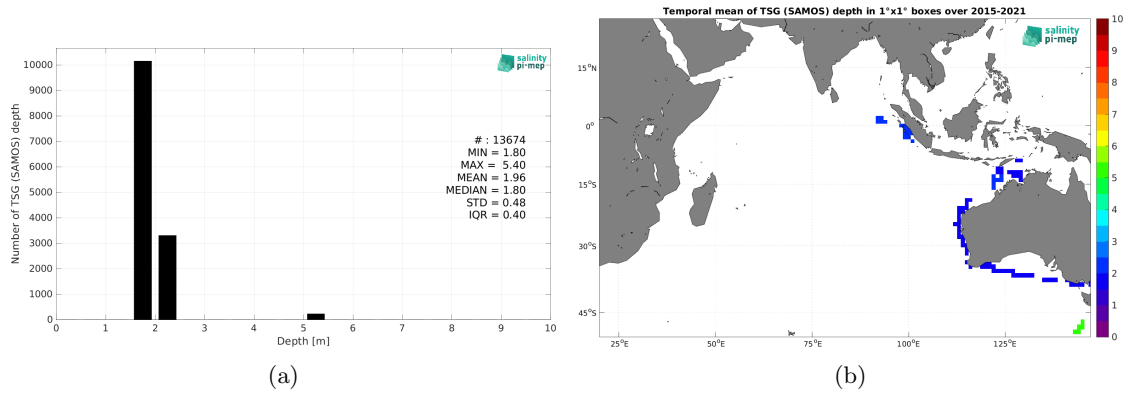 Number of TSG (SAMOS) depth
10000
9000
8000
7000
6000
5000
4000
3000
2000
1000
0
salinity
pi-mep
# : 13674
MIN = 1.80
MAX = 5.40
MEAN = 1.96
MEDIAN = 1.80
STD = 0.48
IQR = 0.40
0 1 2 3 4 5 6 7 8 9 10
Depth [m]
(a)
Temporal mean of TSG (SAMOS) depth in 1°x1° boxes over 2015-2021
salinity
pi-mep
15°N
0°
15°S
30°S
45°S
25°E 50°E 75°E 100°E 125°E
10
9
8
7
6
5
4
3
2
1
0
(b)